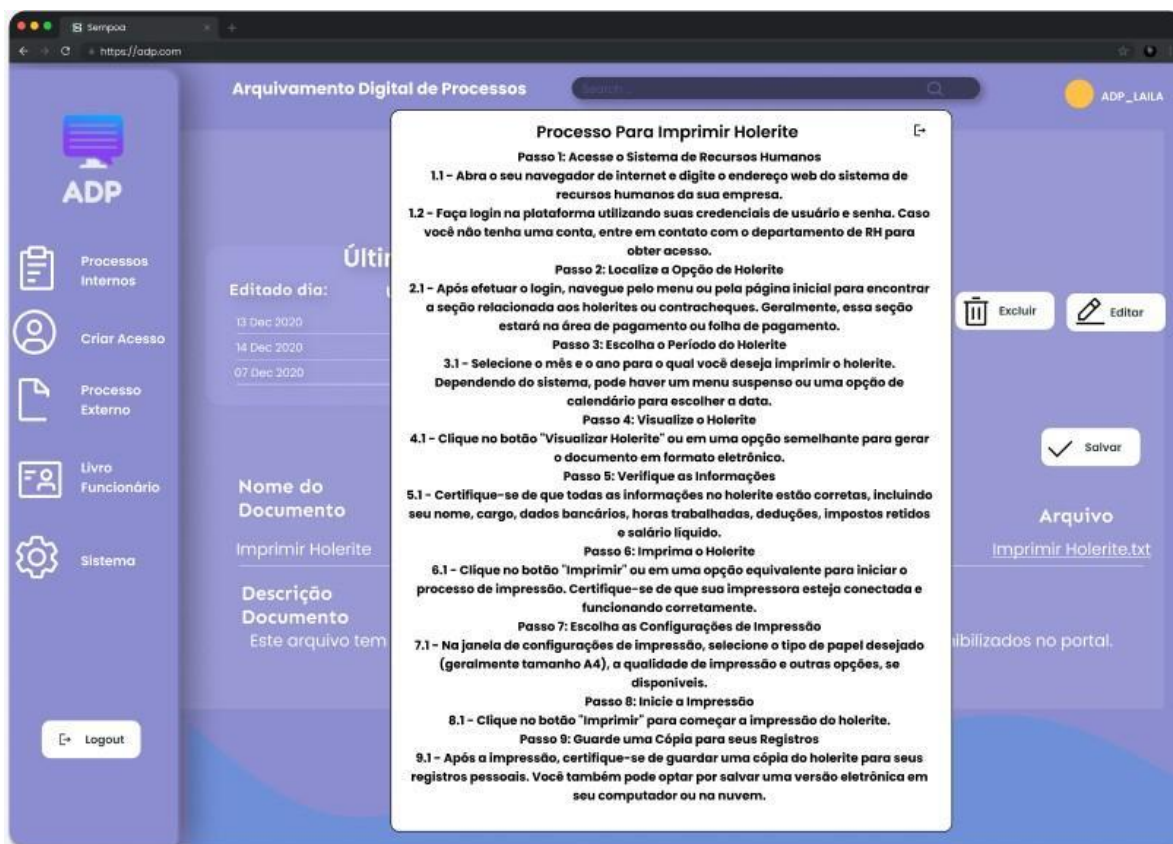 Sempoa
https://adp.com
Arquivamento Digital de Processos
Search...
ADP_LAILA
ADP
Processos
Internos
Criar Acesso
Processo
Externo
Livro
Funcionário
Sistema
Logout
Editado dia:
13 Dec 2020
14 Dec 2020
07 Dec 2020
Excluir
Editar
Salvar
Nome do
Documento
Imprimir Holerite
Arquivo
Imprimir Holerite.txt
Descrição
Documento
Este arquivo tem
no portal.
Processo Para Imprimir Holerite
Passo 1: Acesse o Sistema de Recursos Humanos
1.1 - Abra o seu navegador de internet e digite o endereço web do sistema de
recursos humanos da sua empresa.
1.2 - Faça login na plataforma utilizando suas credenciais de usuário e senha. Caso
você não tenha uma conta, entre em contato com o departamento de RH para
obter acesso.
Passo 2: Localize a Opção de Holerite
2.1 - Após efetuar o login, navegue pelo menu ou pela página inicial para encontrar
a seção relacionada aos holerites ou contracheques. Geralmente, essa seção
estará na área de pagamento ou folha de pagamento.
Passo 3: Escolha o Período do Holerite
3.1 - Selecione o mês e o ano para o qual você deseja imprimir o holerite.
Dependendo do sistema, pode haver um menu suspenso ou uma opção de
calendário para escolher a data.
Passo 4: Visualize o Holerite
4.1 - Clique no botão "Visualizar Holerite" ou em uma opção semelhante para gerar
o documento em formato eletrônico.
Passo 5: Verifique as Informações
5.1 - Certifique-se de que todas as informações no holerite estão corretas, incluindo
seu nome, cargo, dados bancários, horas trabalhadas, deduções, impostos retidos
e salário líquido.
Passo 6: Imprima o Holerite
6.1 - Clique no botão "Imprimir" ou em uma opção equivalente para iniciar o
processo de impressão. Certifique-se de que sua impressora esteja conectada e
funcionando corretamente.
Passo 7: Escolha as Configurações de Impressão
7.1 - Na janela de configurações de impressão, selecione o tipo de papel desejado
(geralmente tamanho A4), a qualidade de impressão e outras opções, se
disponíveis.
Passo 8: Inicie a Impressão
8.1 - Clique no botão "Imprimir" para começar a impressão do holerite.
Passo 9: Guarde uma Cópia para seus Registros
9.1 - Após a impressão, certifique-se de guardar uma cópia do holerite para seus
registros pessoais. Você também pode optar por salvar uma versão eletrônica em
seu computador ou na nuvem.